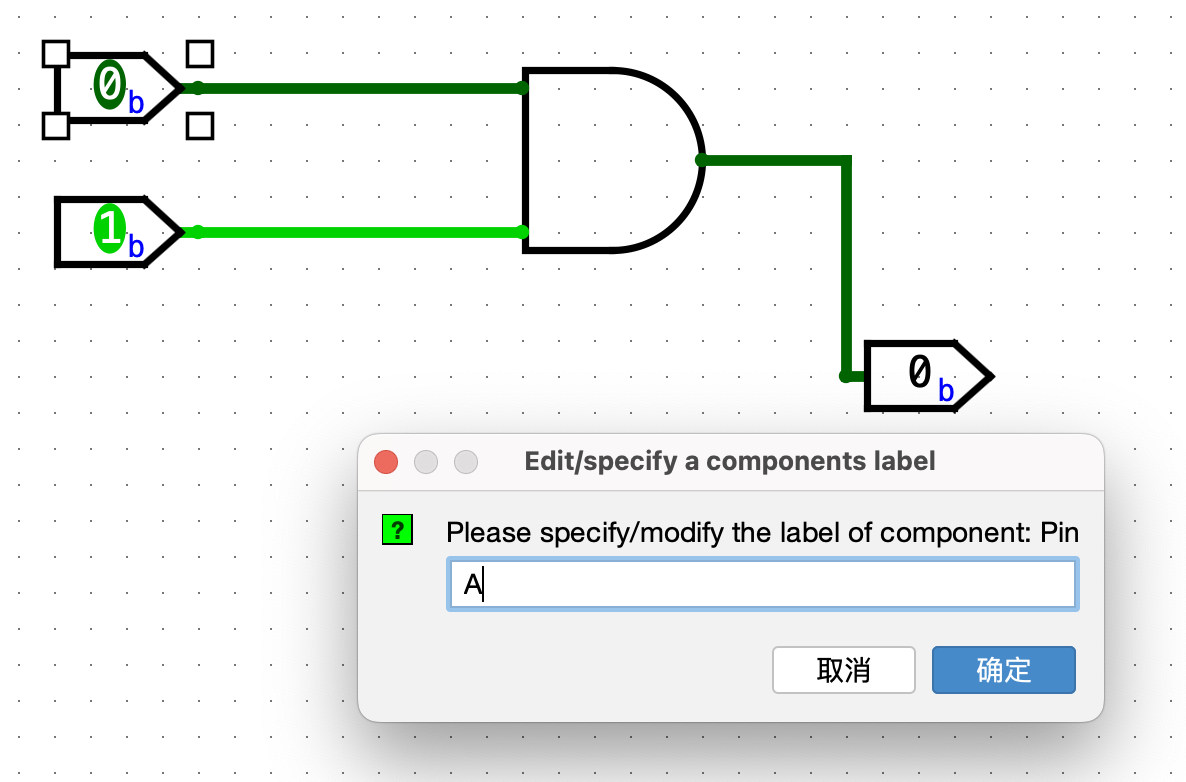 0b
1b
0b
Edit/specify a components label
?
Please specify/modify the label of component: Pin
A
取消
确定